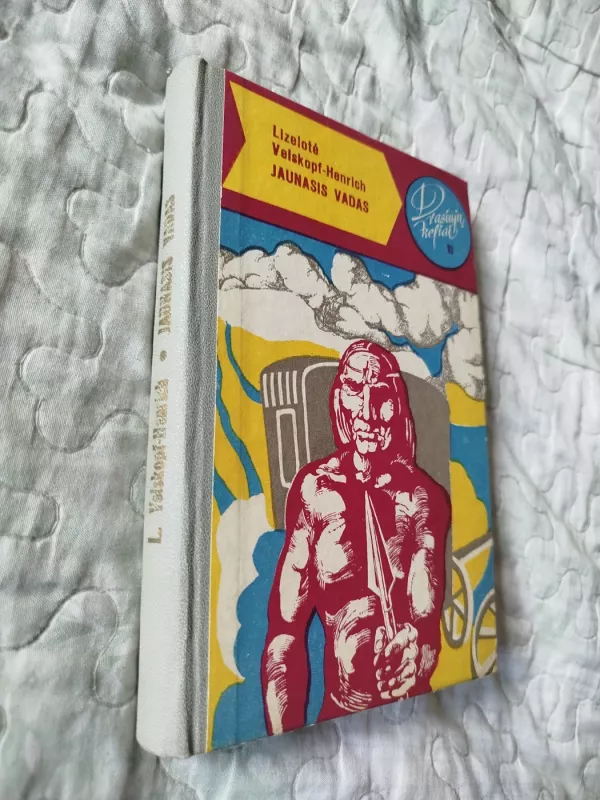 Lizelotė
Velskopf-Henrich
JAUNASIS VADAS
Drąsiųjų
keliai
L. Velskopf-Henrich • JAUNASIS VADAS